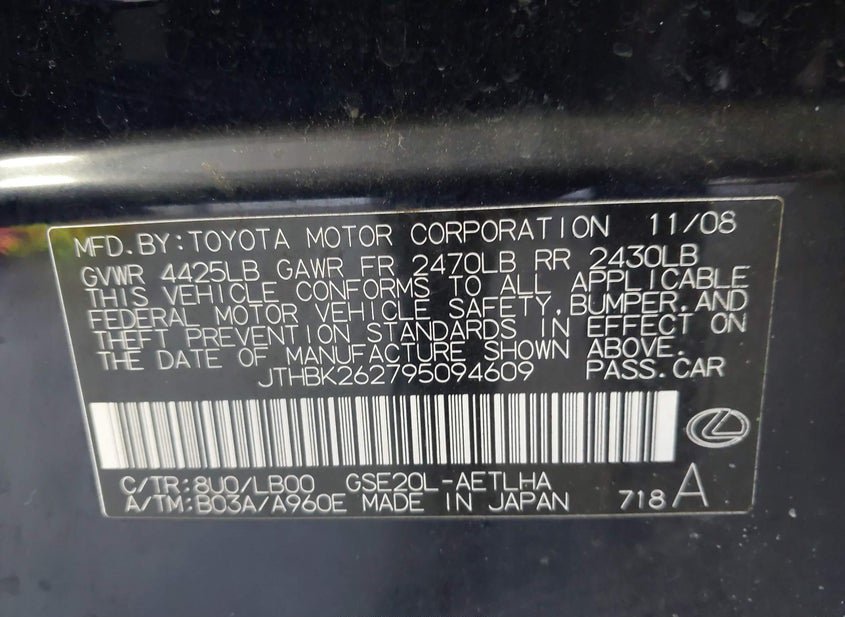 MFD.BY:TOYOTA MOTOR CORPORATION 11/08
GVWR 4425LB GAWR FR 2470LB RR 2430LB
THIS VEHICLE CONFORMS TO ALL APPLICABLE
FEDERAL MOTOR VEHICLE SAFETY,BUMPER,AND
THEFT PREVENTION STANDARDS IN EFFECT ON
THE DATE OF MANUFACTURE SHOWN ABOVE.
JTHBK262795094609 PASS.CAR
C/TR:8U0/LB00 GSE20L-AETLHA
A/TM:B03A/A960E MADE IN JAPAN 718 A